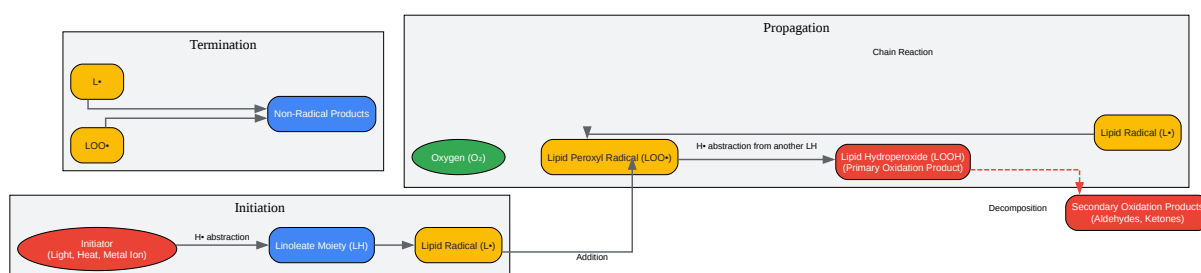 Termination
L•
LOO•
Non-Radical Products
Propagation
Chain Reaction
Oxygen (O₂)
Lipid Peroxyl Radical (LOO•)
H• abstraction from another LH
Lipid Hydroperoxide (LOOH)
(Primary Oxidation Product)
Lipid Radical (L•)
Decomposition
Secondary Oxidation Products
(Aldehydes, Ketones)
Initiation
Initiator
(Light, Heat, Metal Ion)
H• abstraction
Linoleate Moiety (LH)
Lipid Radical (L•)
Addition